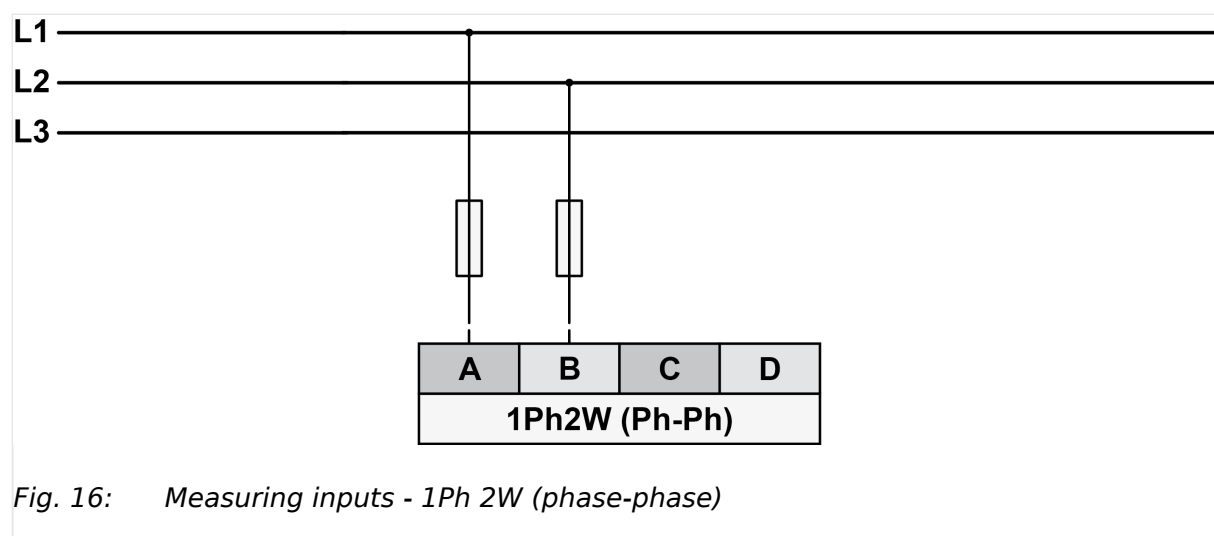 L1
L2
L3
A B C D
1Ph2W (Ph-Ph)
Fig. 16: Measuring inputs - 1Ph 2W (phase-phase)